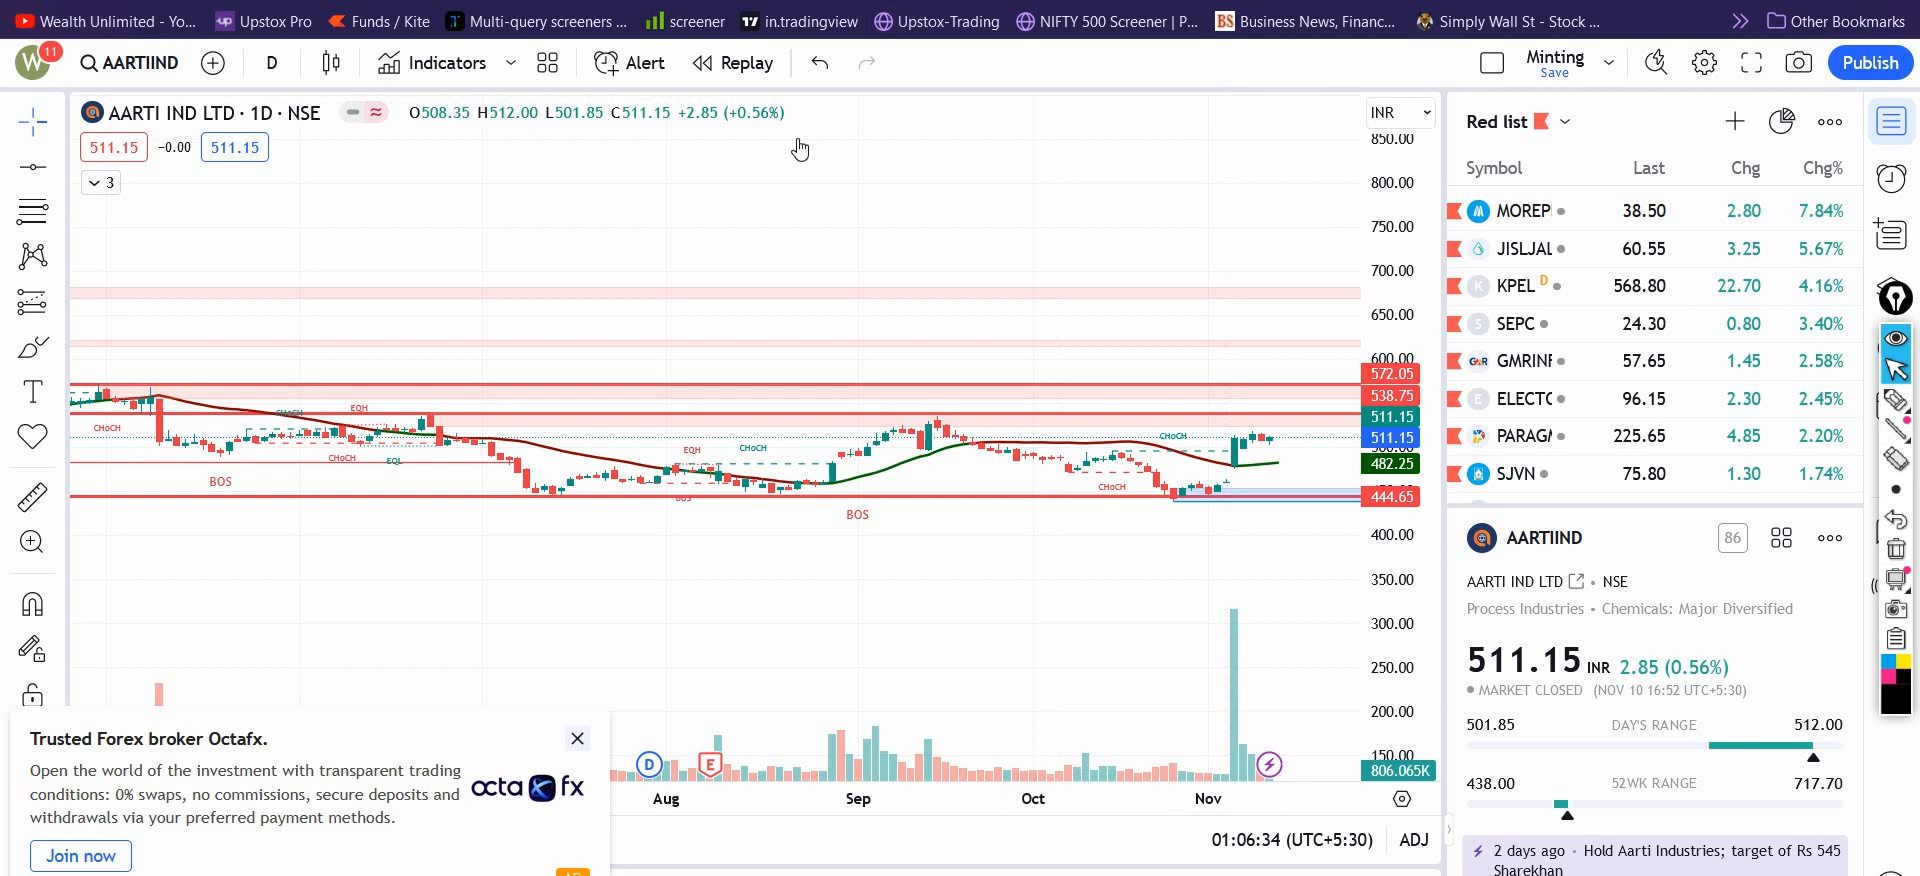 Wealth Unlimited - Yo...
Upstox Pro
Funds / Kite
Multi-query screeners ...
screener
in.tradingview
Upstox-Trading
NIFTY 500 Screener | P...
BS
Business News, Financ...
Simply Wall St - Stock ...
Other Bookmarks
W 11
AARTIIND
D
Indicators
Alert
Replay
Minting
Save
Publish
AARTI IND LTD · 1D · NSE
O508.35 H512.00 L501.85 C511.15 +2.85 (+0.56%)
511.15 -0.00 511.15
3
INR
850.00
800.00
750.00
700.00
650.00
600.00
572.05
538.75
511.15
511.15
482.25
444.65
400.00
350.00
300.00
250.00
200.00
150.00
806.065K
CHoCH
CHoCH
EQH
CHoCH
EQL
BOS
EQH
CHoCH
BOS
BOS
CHoCH
CHoCH
D
E
Aug
Sep
Oct
Nov
01:06:34 (UTC+5:30)
ADJ
Trusted Forex broker Octafx.
Open the world of the investment with transparent trading
conditions: 0% swaps, no commissions, secure deposits and
withdrawals via your preferred payment methods.
octa fx
Join now
Red list
Symbol Last Chg Chg%
MOREP 38.50 2.80 7.84%
JISLJAL 60.55 3.25 5.67%
K KPEL D 568.80 22.70 4.16%
S SEPC 24.30 0.80 3.40%
GMR GMRINF 57.65 1.45 2.58%
E ELECTC 96.15 2.30 2.45%
PARAGM 225.65 4.85 2.20%
SJVN 75.80 1.30 1.74%
AARTIIND
86
AARTI IND LTD · NSE
Process Industries • Chemicals: Major Diversified
511.15 INR 2.85 (0.56%)
MARKET CLOSED (NOV 10 16:52 UTC+5:30)
501.85 DAY'S RANGE 512.00
438.00 52WK RANGE 717.70
2 days ago · Hold Aarti Industries; target of Rs 545
Sharekhan